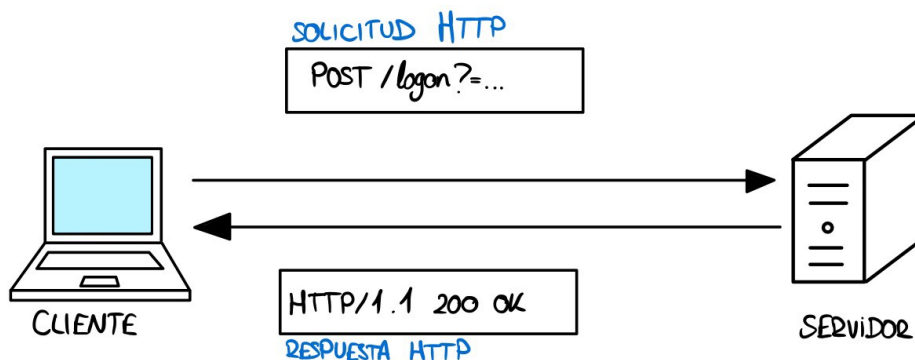 SOLICITUD HTTP
POST /logon?=...
CLIENTE
SERVIDOR
HTTP/1.1 200 OK
RESPUESTA HTTP